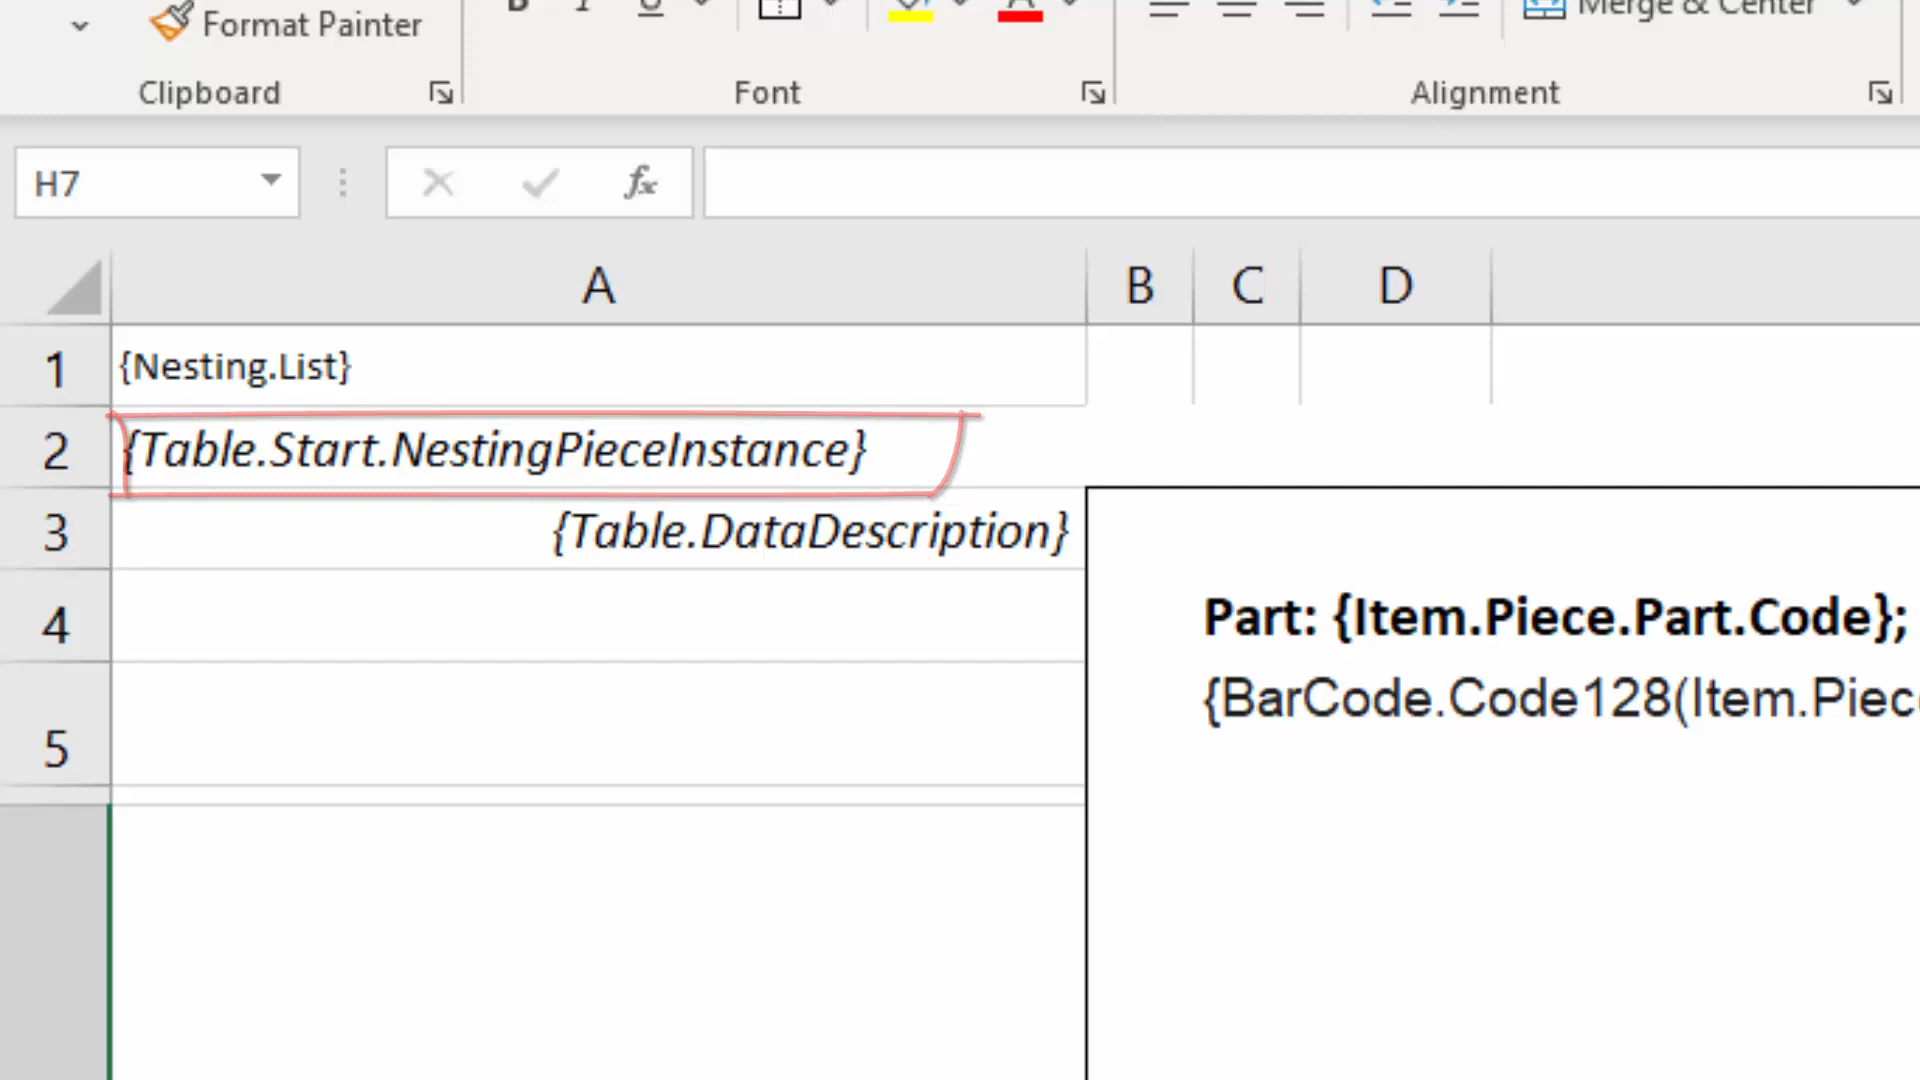 Format Painter
B I U
Merge & Center
Clipboard
Font
Alignment
H7
fx
A B C D
1 {Nesting.List}
2 {Table.Start.NestingPieceInstance}
3 {Table.DataDescription}
4 Part: {Item.Piece.Part.Code};
{BarCode.Code128(Item.Piec
5